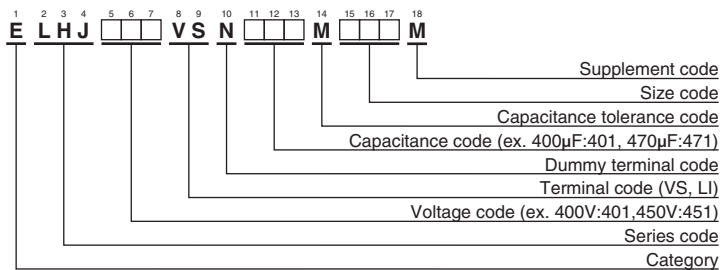 1 2 3 4 5 6 7 8 9 10 11 12 13 14 15 16 17 18
E L H J V S N M M
Supplement code
Size code
Capacitance tolerance code
Capacitance code (ex. 400µF:401, 470µF:471)
Dummy terminal code
Terminal code (VS, LI)
Voltage code (ex. 400V:401,450V:451)
Series code
Category